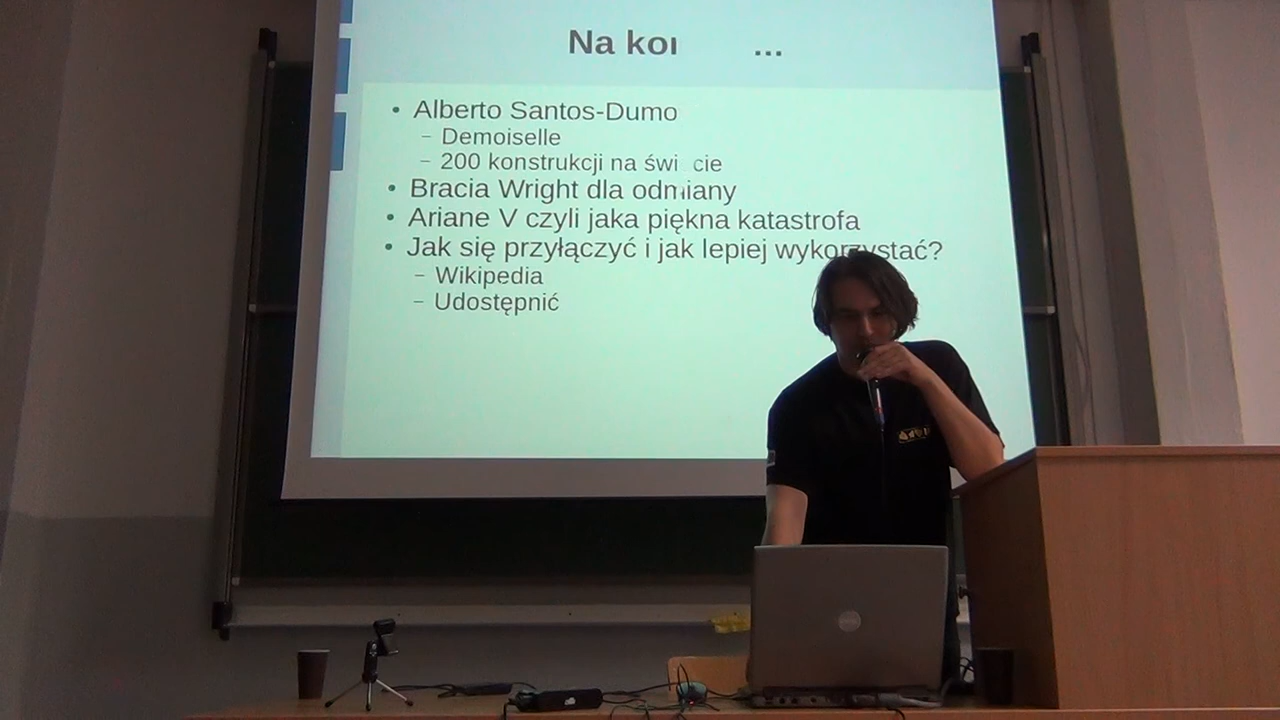 Na ko ...
• Alberto Santos-Dumo
– Demoiselle
– 200 konstrukcji na świ cie
• Bracia Wright dla odmiany
• Ariane V czyli jaka piękna katastrofa
• Jak się przyłączyć i jak lepiej wykorzystać?
– Wikipedia
– Udostępnić